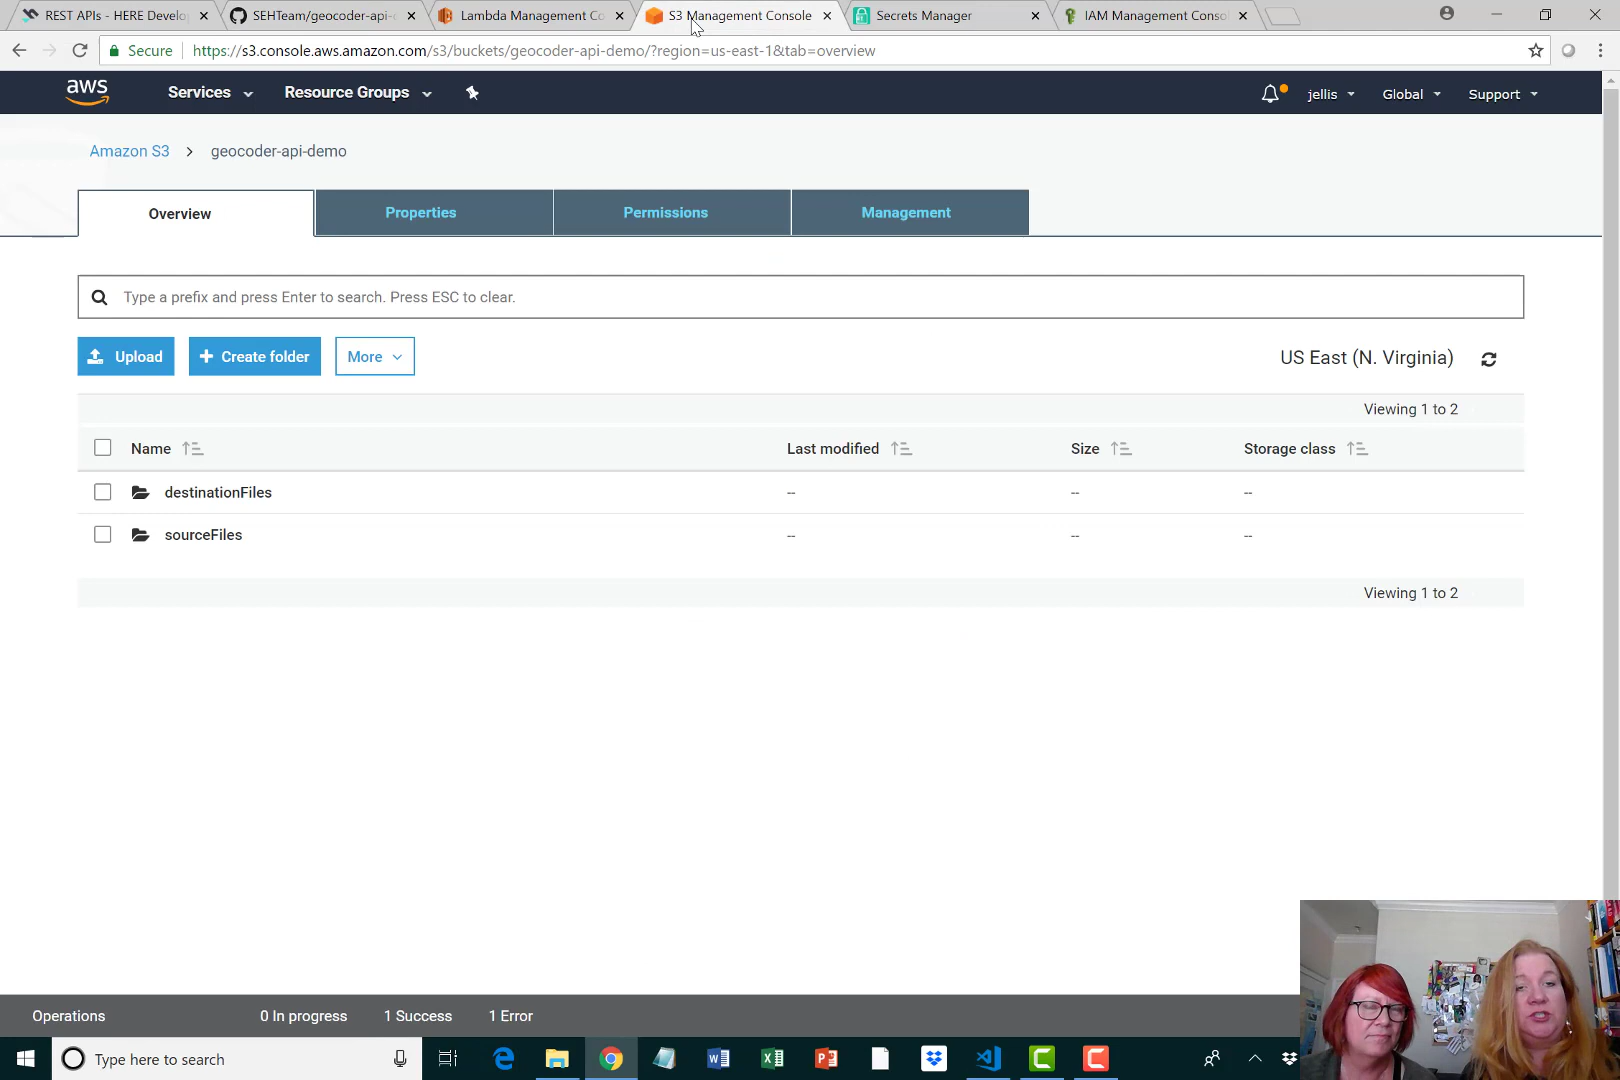 REST APIs - HERE Develo
SEHTeam/geocoder-api-
Lambda Management Co
S3 Management Console
Secrets Manager
IAM Management Conso
Secure
https://s3.console.aws.amazon.com/s3/buckets/geocoder-api-demo/?region=us-east-1&tab=overview
aws
Services
Resource Groups
jellis
Global
Support
Amazon S3
geocoder-api-demo
Overview
Properties
Permissions
Management
Type a prefix and press Enter to search. Press ESC to clear.
Upload
Create folder
More
US East (N. Virginia)
Viewing 1 to 2
Name
Last modified
Size
Storage class
destinationFiles
--
--
--
sourceFiles
--
--
--
Viewing 1 to 2
Operations
0 In progress
1 Success
1 Error
Type here to search